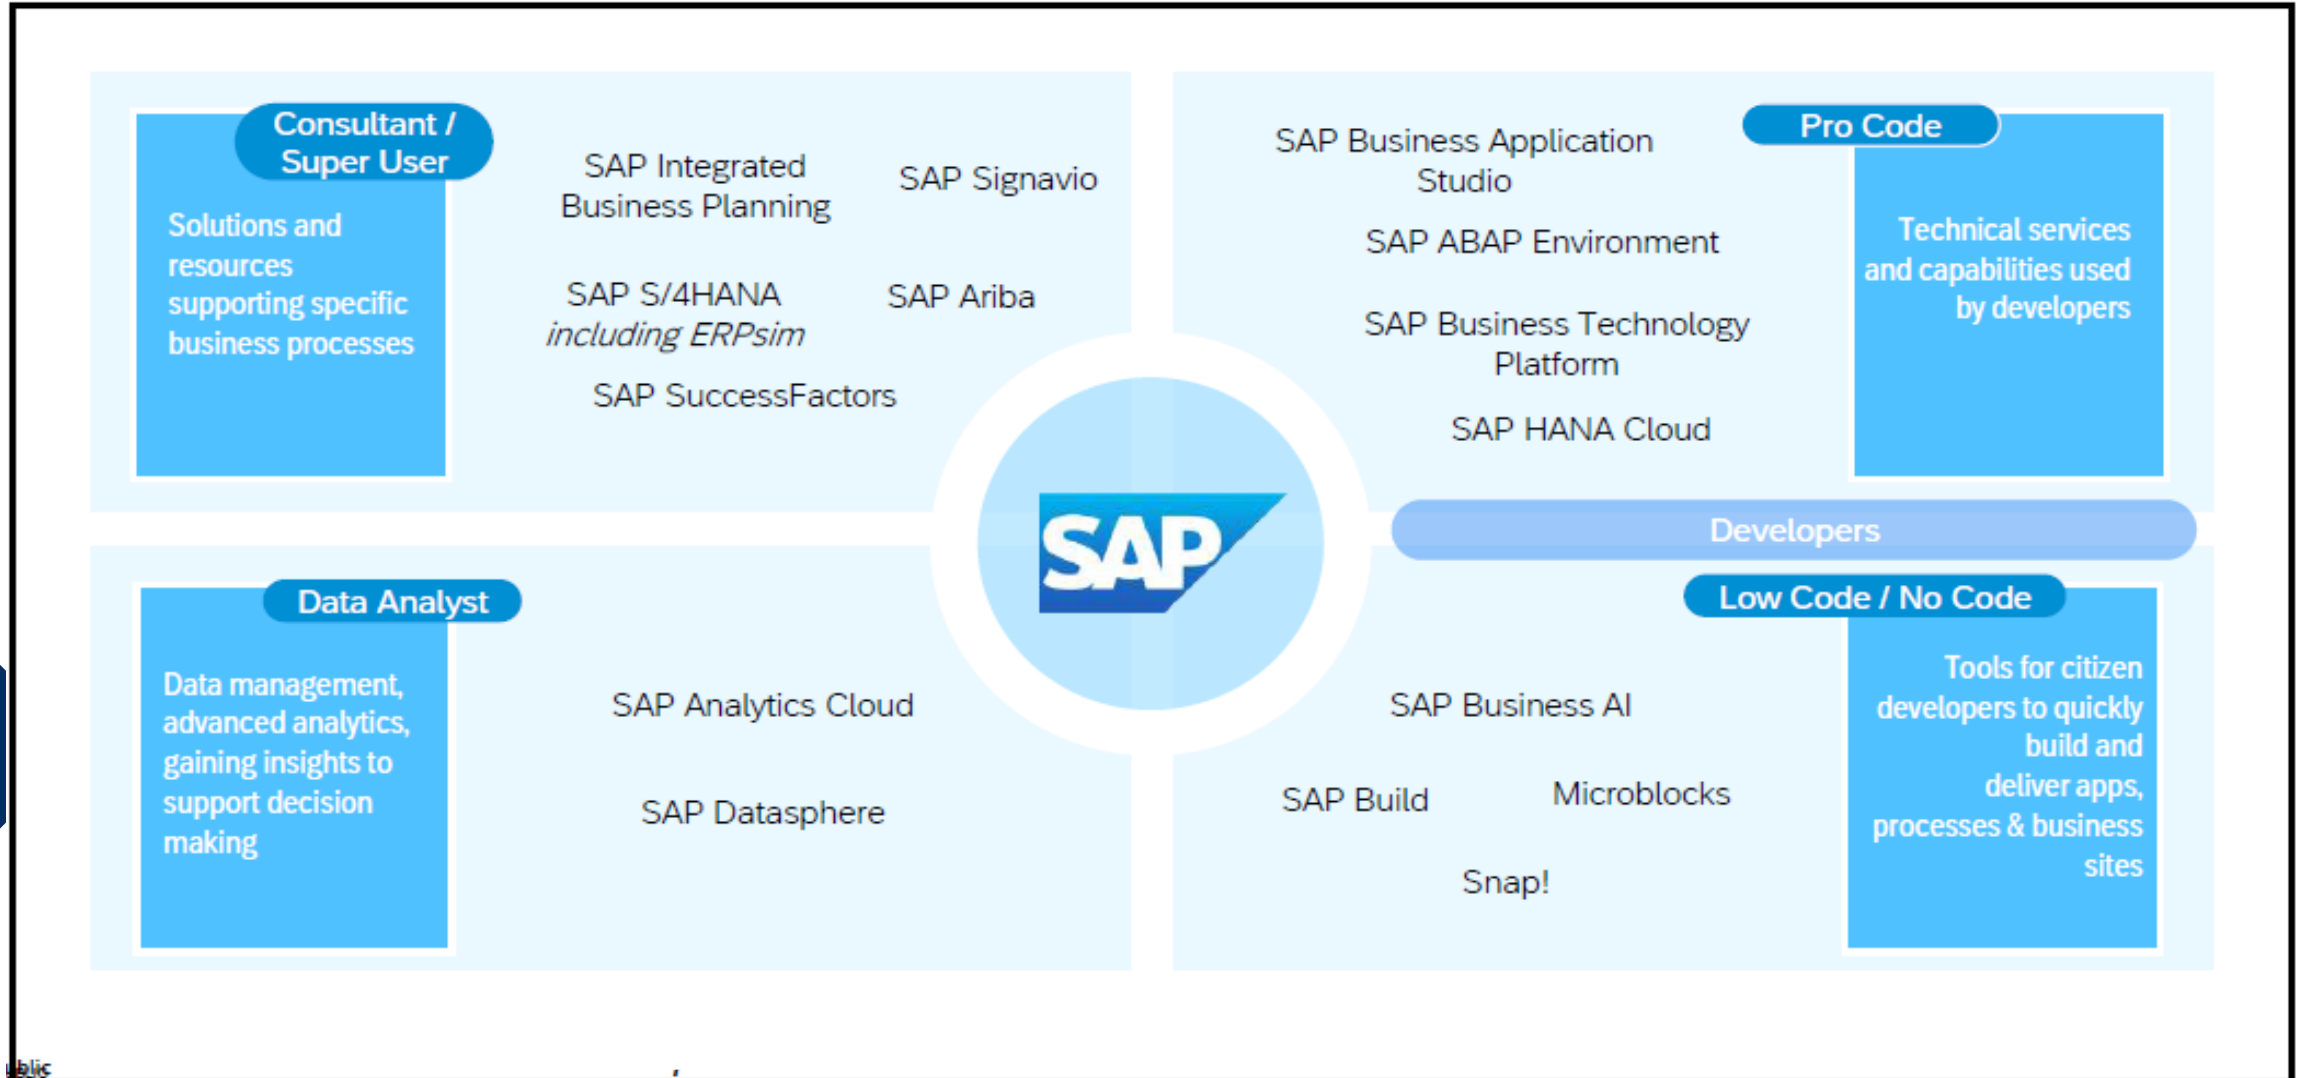 Consultant /
Super User
Solutions and
resources
supporting specific
business processes
SAP Integrated
Business Planning
SAP Signavio
SAP S/4HANA
including ERPsim
SAP Ariba
SAP SuccessFactors
SAP Business Application
Studio
SAP ABAP Environment
SAP Business Technology
Platform
SAP HANA Cloud
Pro Code
Technical services
and capabilities used
by developers
SAP
Developers
Data Analyst
Data management,
advanced analytics,
gaining insights to
support decision
making
SAP Analytics Cloud
SAP Datasphere
SAP Business AI
SAP Build
Microblocks
Snap!
Low Code / No Code
Tools for citizen
developers to quickly
build and
deliver apps,
processes & business
sites